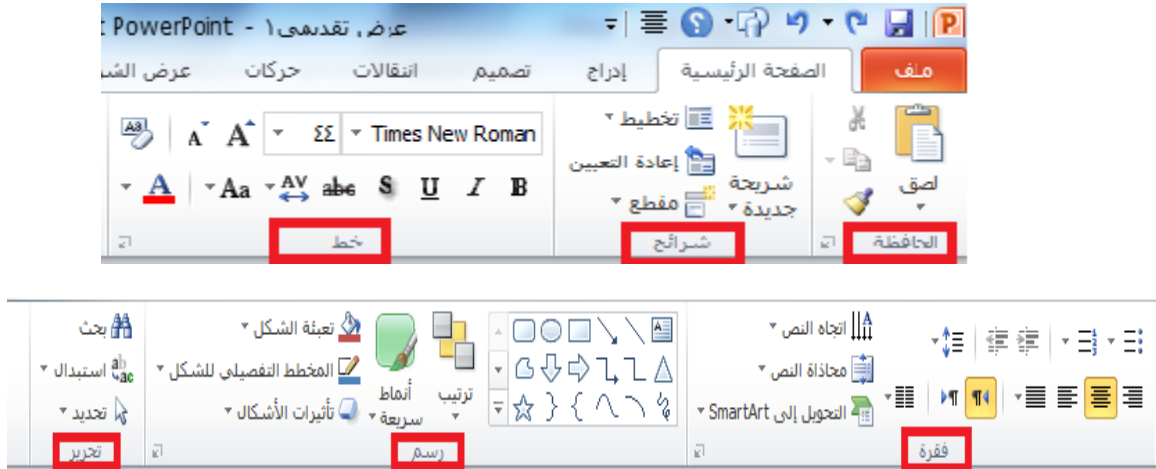 عرض تقديمي١ - PowerPoint
ملف الصفحة الرئيسية إدراج تصميم انتقالات حركات عرض
لصق
شريحة جديدة
تخطيط
إعادة التعيين
مقطع
Times New Roman ٤٤
B I U S abc AV Aa A
الحافظة شرائح خط
اتجاه النص
محاذاة النص
التحويل إلى SmartArt
ترتيب
أنماط سريعة
تعبئة الشكل
المخطط التفصيلي للشكل
تأثيرات الأشكال
بحث
استبدال
تحديد
فقرة رسم تحرير